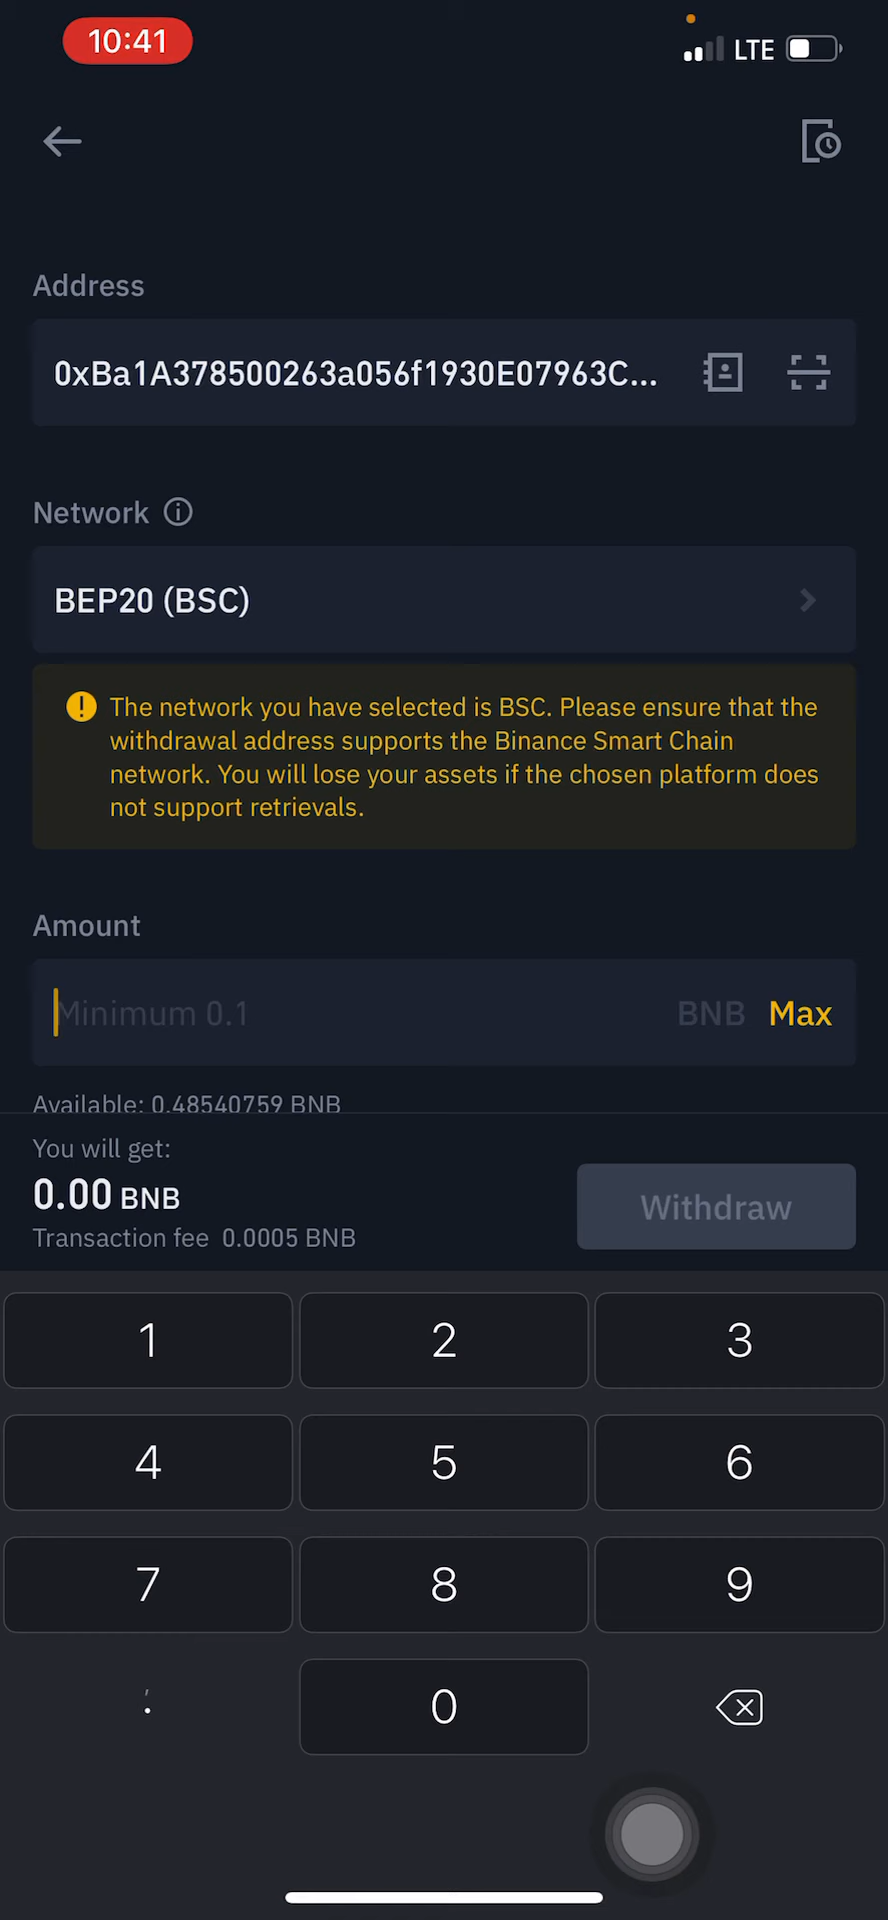 10:41
LTE
Address
0xBa1A378500263a056f1930E07963C...
Network
BEP20 (BSC)
The network you have selected is BSC. Please ensure that the
withdrawal address supports the Binance Smart Chain
network. You will lose your assets if the chosen platform does
not support retrievals.
Amount
Minimum 0.1 BNB Max
Available: 0.48540759 BNB
You will get:
0.00 BNB
Withdraw
Transaction fee 0.0005 BNB
1 2 3
4 5 6
7 8 9
. 0